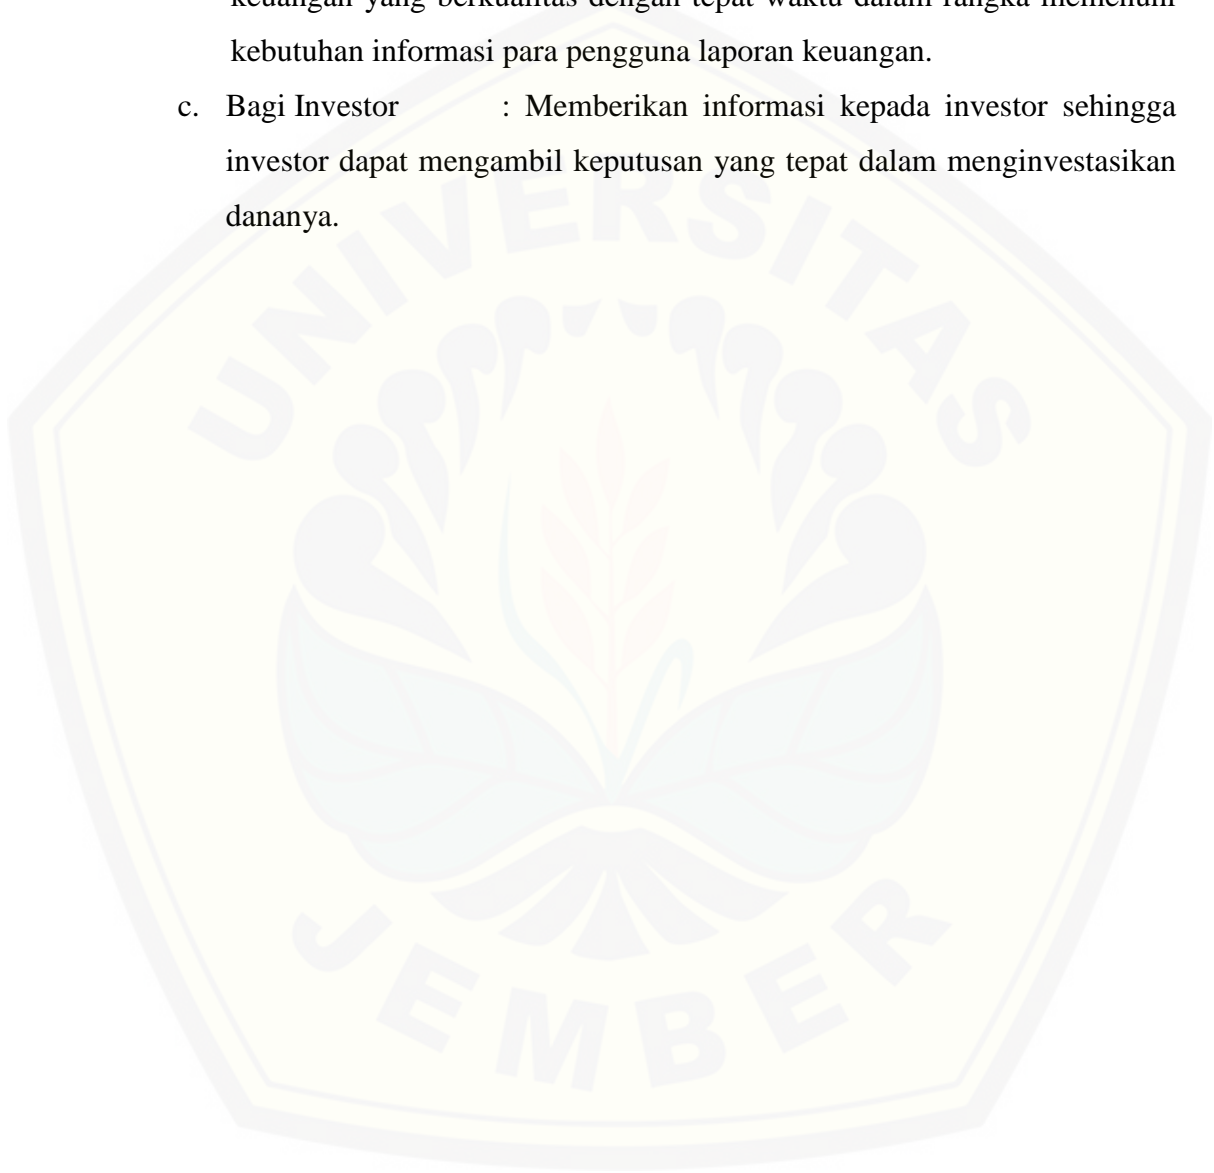 keuangan yang berkualitas dengan tepat waktu dalam rangka memenuhi
kebutuhan informasi para pengguna laporan keuangan.
c. Bagi Investor : Memberikan informasi kepada investor sehingga
investor dapat mengambil keputusan yang tepat dalam menginvestasikan
dananya.
UNIVERSITAS
JEMBER